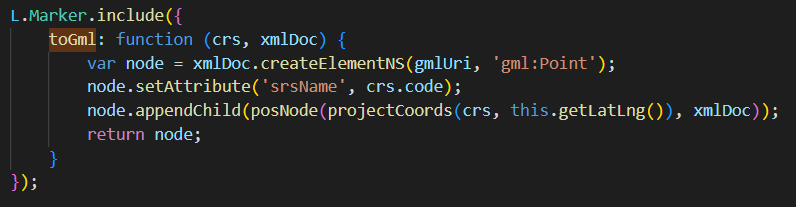 L.Marker.include({
    toGml: function (crs, xmlDoc) {
        var node = xmlDoc.createElementNS(gmlUri, 'gml:Point');
        node.setAttribute('srsName', crs.code);
        node.appendChild(posNode(projectCoords(crs, this.getLatLng()), xmlDoc));
        return node;
    }
});